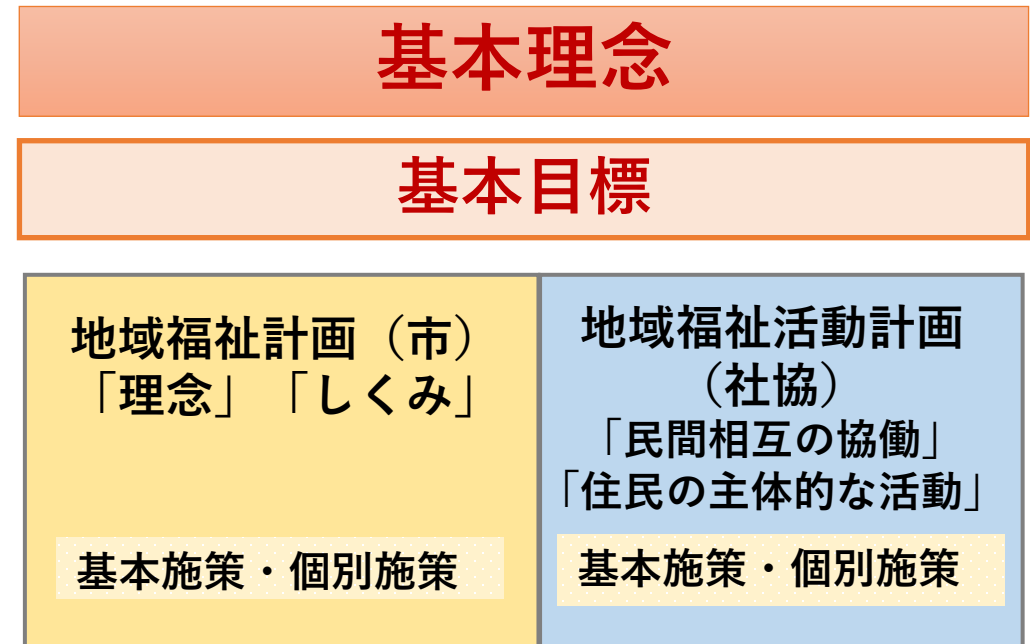 基本理念
基本目標
地域福祉計画（市）
「理念」「しくみ」
基本施策・個別施策
地域福祉活動計画
（社協）
「民間相互の協働」
「住民の主体的な活動」
基本施策・個別施策